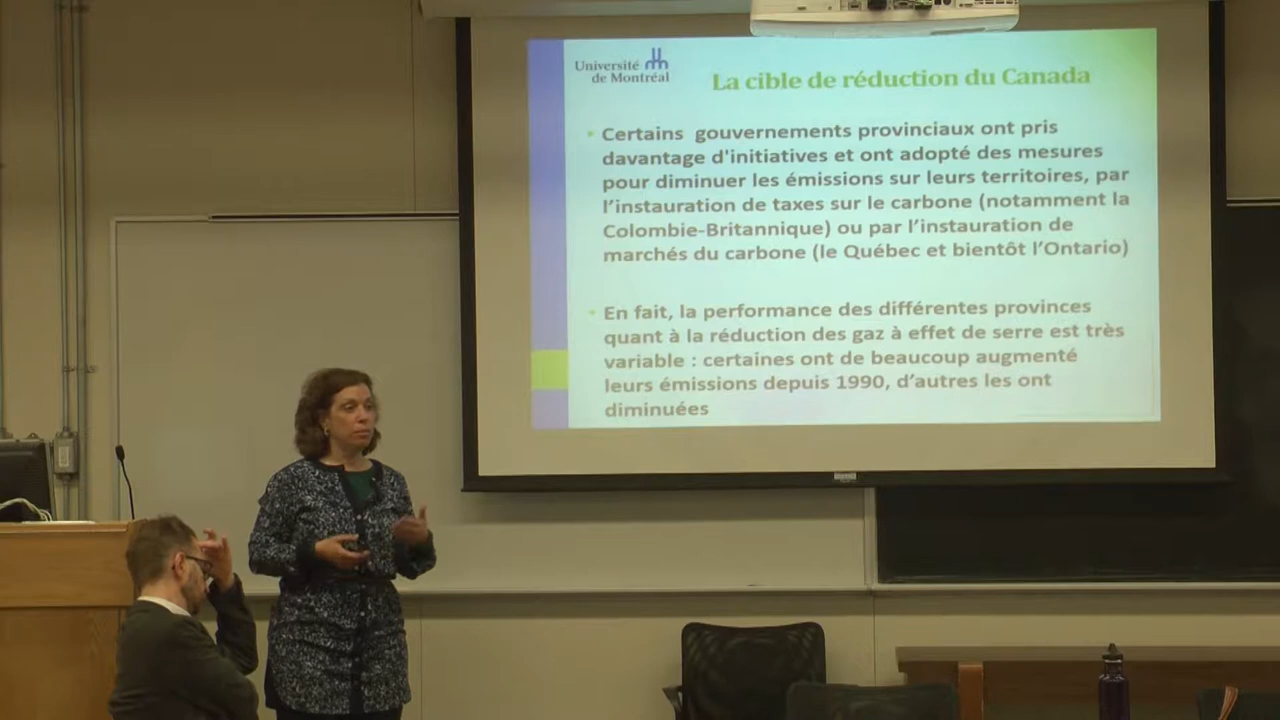 Université
de Montréal
La cible de réduction du Canada
Certains gouvernements provinciaux ont pris
davantage d'initiatives et ont adopté des mesures
pour diminuer les émissions sur leurs territoires, par
l’instauration de taxes sur le carbone (notamment la
Colombie-Britannique) ou par l’instauration de
marchés du carbone (le Québec et bientôt l’Ontario)
En fait, la performance des différentes provinces
quant à la réduction des gaz à effet de serre est très
variable : certaines ont de beaucoup augmenté
leurs émissions depuis 1990, d’autres les ont
diminuées